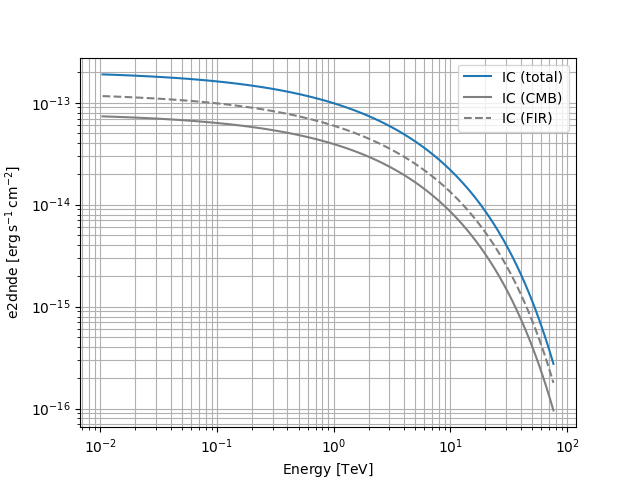 IC (total)
IC (CMB)
IC (FIR)
10⁻¹³
10⁻¹⁴
10⁻¹⁵
10⁻¹⁶
e2dnde [erg s⁻¹ cm⁻²]
10⁻² 10⁻¹ 10⁰ 10¹ 10²
Energy [TeV]